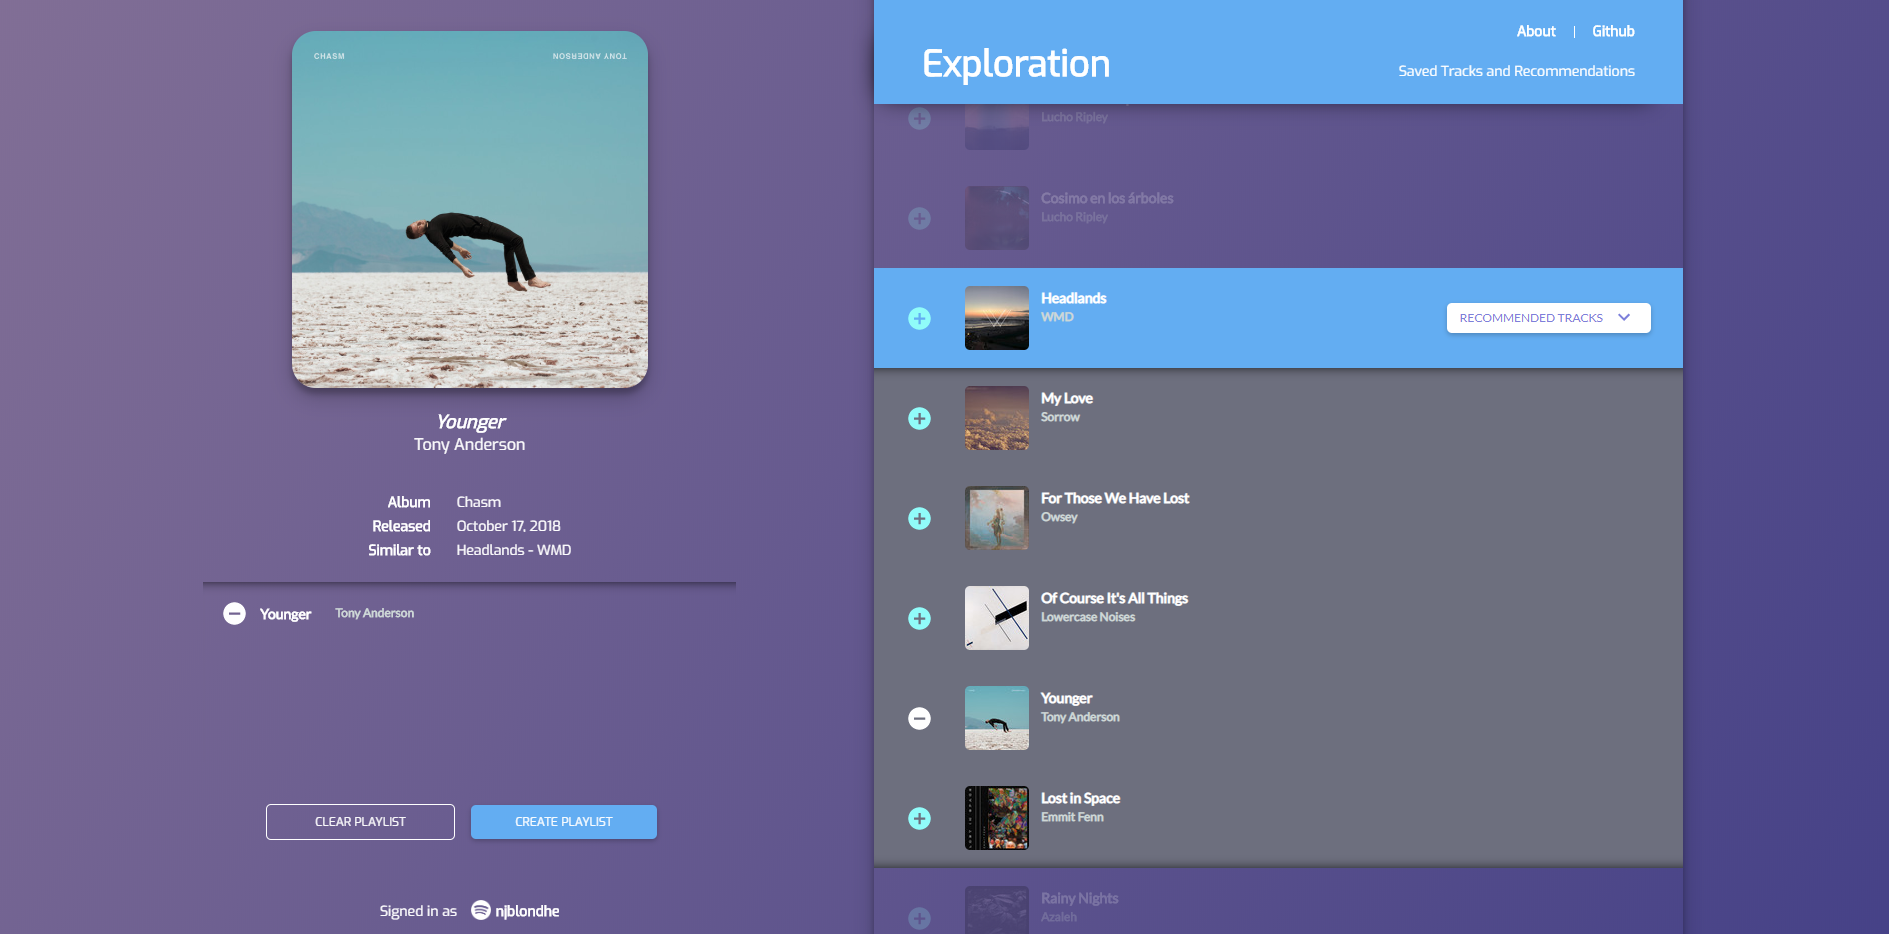 CHASM
TONY ANDERSON
Younger
Tony Anderson
Album Chasm
Released October 17, 2018
Similar to Headlands - WMD
Younger Tony Anderson
CLEAR PLAYLIST
CREATE PLAYLIST
Signed in as njblondhe
About | Github
Exploration
Saved Tracks and Recommendations
Lucho Ripley
Cosimo en los árboles
Lucho Ripley
Headlands
WMD
RECOMMENDED TRACKS
My Love
Sorrow
For Those We Have Lost
Owsey
Of Course It's All Things
Lowercase Noises
Younger
Tony Anderson
Lost in Space
Emmit Fenn
Rainy Nights
Azaleh